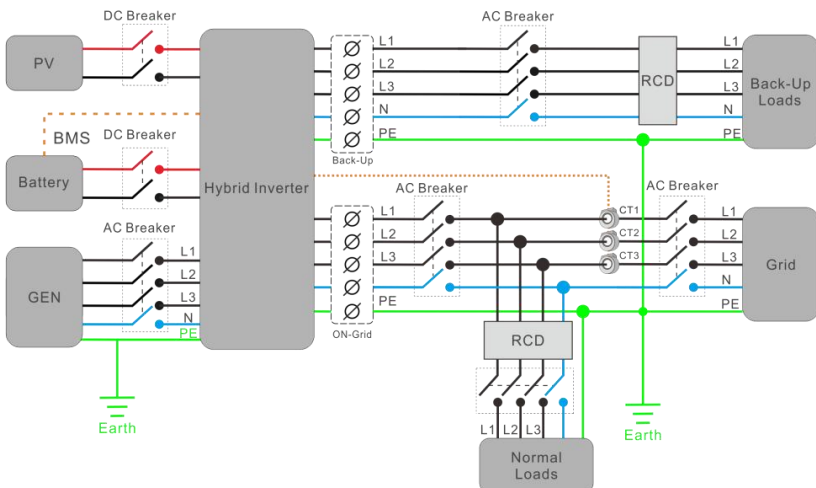 DC Breaker
AC Breaker
PV
L1
L2
L3
N
PE
Back-Up
RCD
L1
L2
L3
N
PE
Back-Up
Loads
BMS
DC Breaker
Battery
Hybrid Inverter
AC Breaker
GEN
L1
L2
L3
N
PE
Earth
AC Breaker
L1
L2
L3
PE
ON-Grid
CT1
CT2
CT3
AC Breaker
L1
L2
L3
N
PE
Grid
RCD
L1
L2
L3
Normal
Loads
Earth